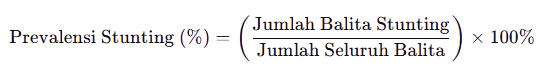 Prevalensi Stunting (%) = (Jumlah Balita Stunting / Jumlah Seluruh Balita) × 100%